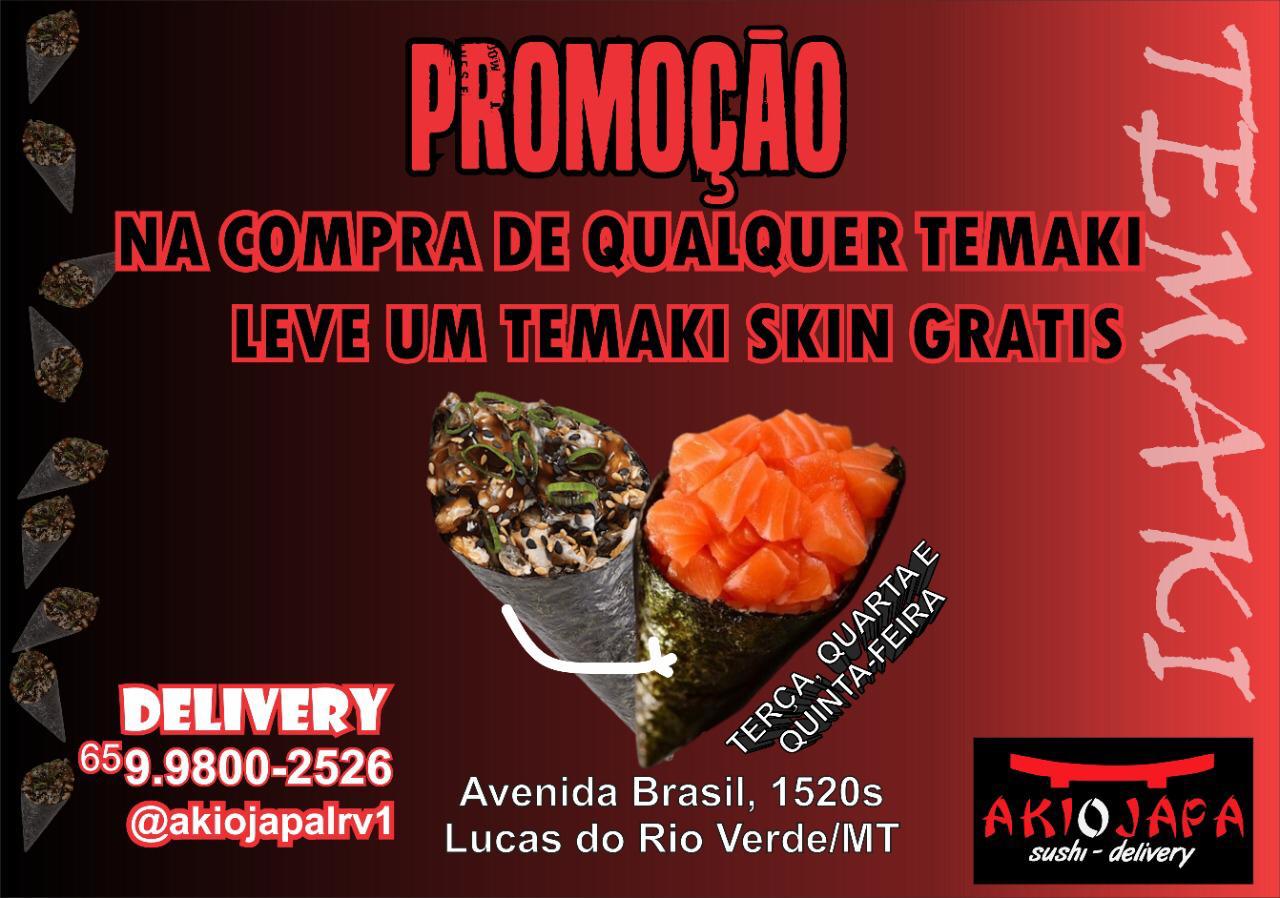 PROMOÇÃO
NA COMPRA DE QUALQUER TEMAKI
LEVE UM TEMAKI SKIN GRATIS
TEMAKI
TERÇA, QUARTA E
QUINTA-FEIRA
DELIVERY
65 9.9800-2526
@akiojapalrv1
Avenida Brasil, 1520s
Lucas do Rio Verde/MT
AKIOJAPA
sushi - delivery